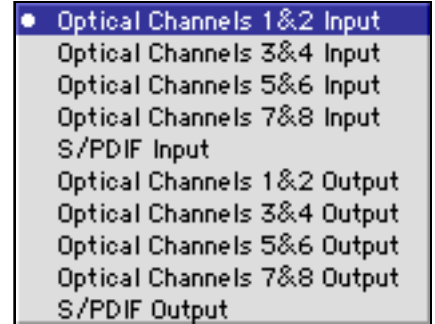 Optical Channels 1&2 Input
Optical Channels 3&4 Input
Optical Channels 5&6 Input
Optical Channels 7&8 Input
S/PDIF Input
Optical Channels 1&2 Output
Optical Channels 3&4 Output
Optical Channels 5&6 Output
Optical Channels 7&8 Output
S/PDIF Output